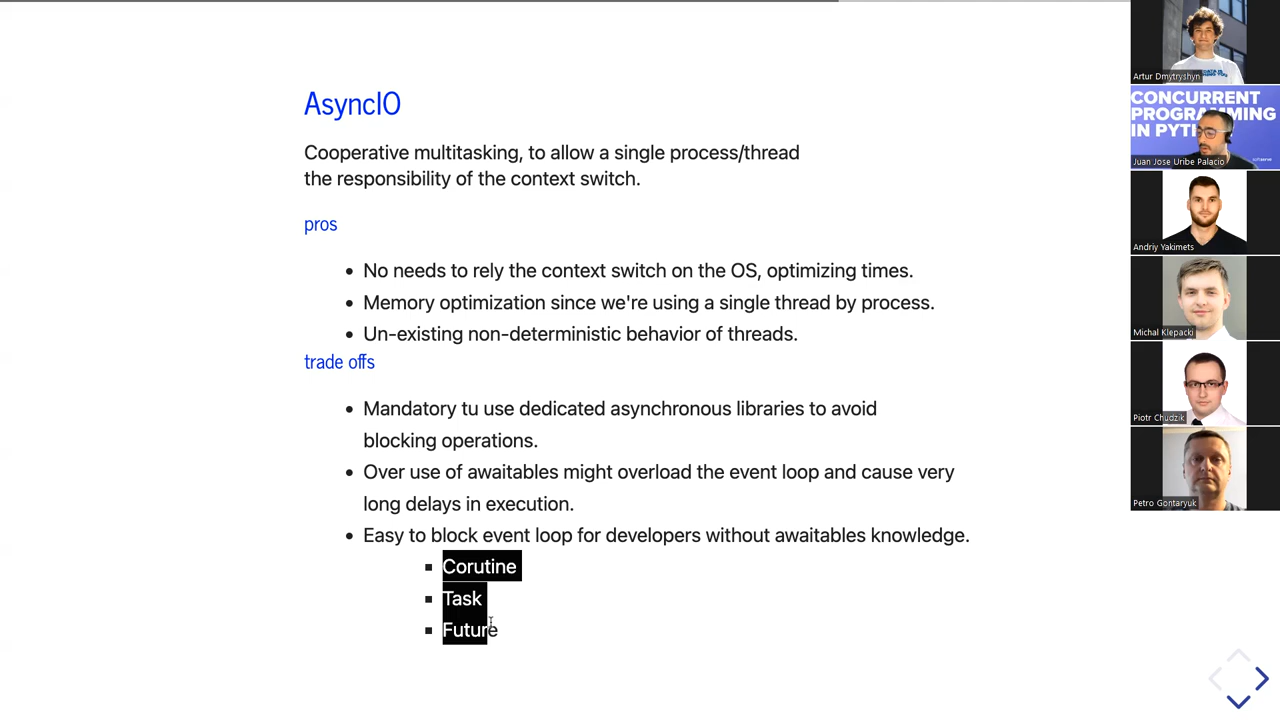 AsyncIO
Cooperative multitasking, to allow a single process/thread
the responsibility of the context switch.
pros
No needs to rely the context switch on the OS, optimizing times.
Memory optimization since we're using a single thread by process.
Un-existing non-deterministic behavior of threads.
trade offs
Mandatory tu use dedicated asynchronous libraries to avoid
blocking operations.
Over use of awaitables might overload the event loop and cause very
long delays in execution.
Easy to block event loop for developers without awaitables knowledge.
Corutine
Task
Future
Artur Dmytryshyn
CONCURRENT
PROGRAMMING
IN
Juan Jose Uribe Palacio
softserve
Andriy Yakimets
Michal Klepacki
Piotr Chudzik
Petro Gontaryuk